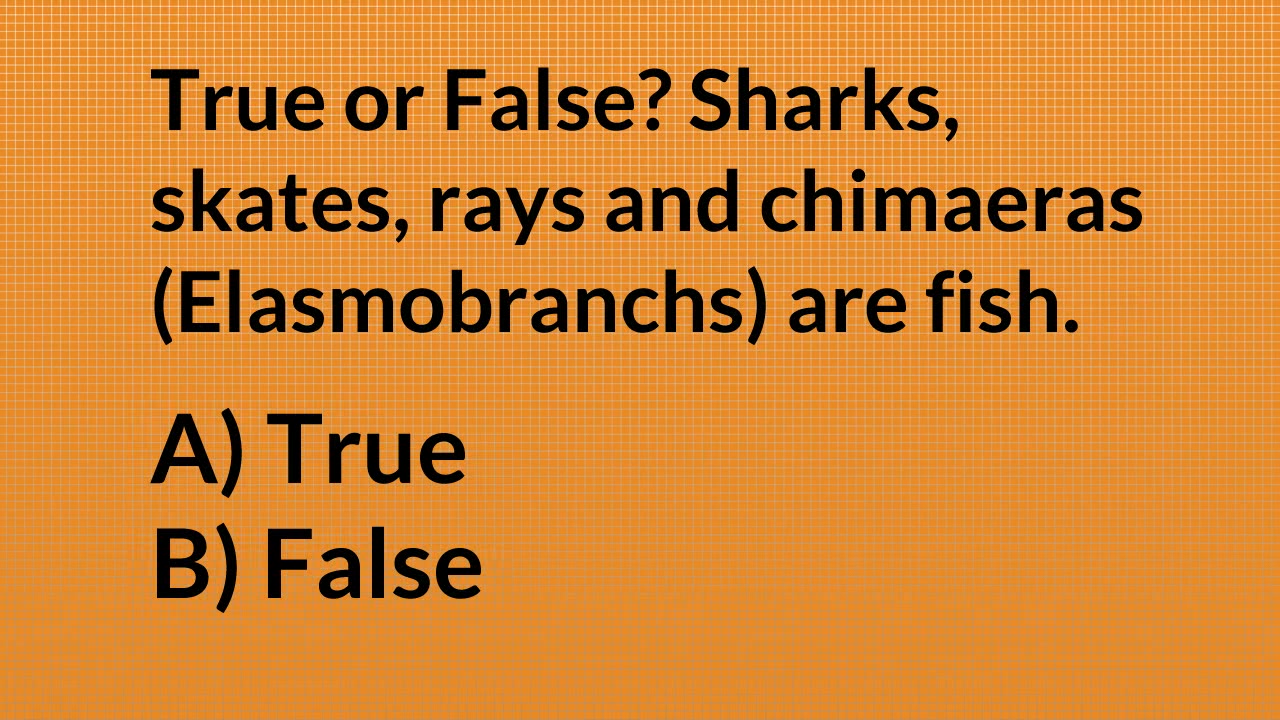 True or False? Sharks,
skates, rays and chimaeras
(Elasmobranchs) are fish.
A) True
B) False